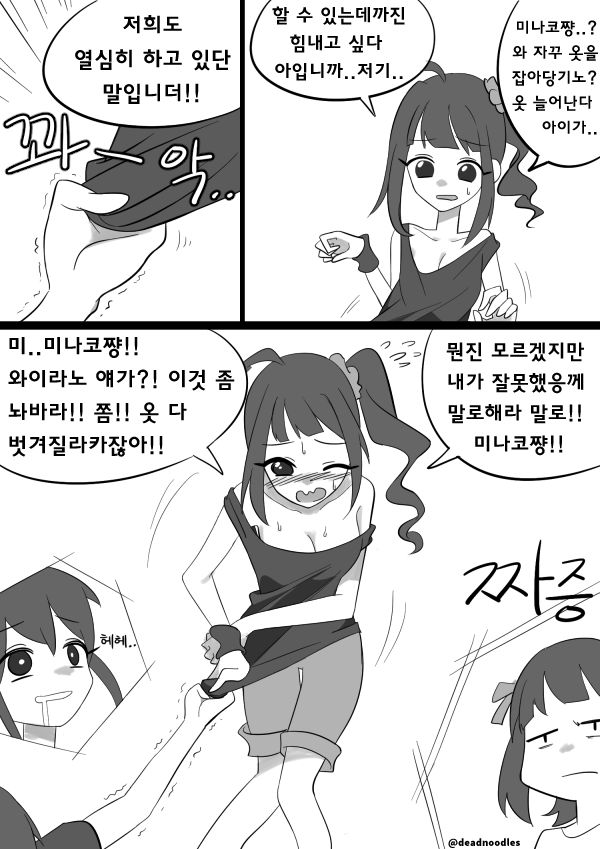 저희도
열심히 하고 있단
말입니더!!
꽈ㅡ악..
할 수 있는데까진
힘내고 싶다
아입니까..저기..
미나코쨩..?
와 자꾸 옷을
잡아당기노?
옷 늘어난다
아이가..
미..미나코쨩!!
와이라노 얘가?! 이것 좀
놔바라!! 쫌!! 옷 다
벗겨질라카잖아!!
뭔진 모르겠지만
내가 잘못했응께
말로해라 말로!!
미나코쨩!!
헤헤..
짜증
@deadnoodles